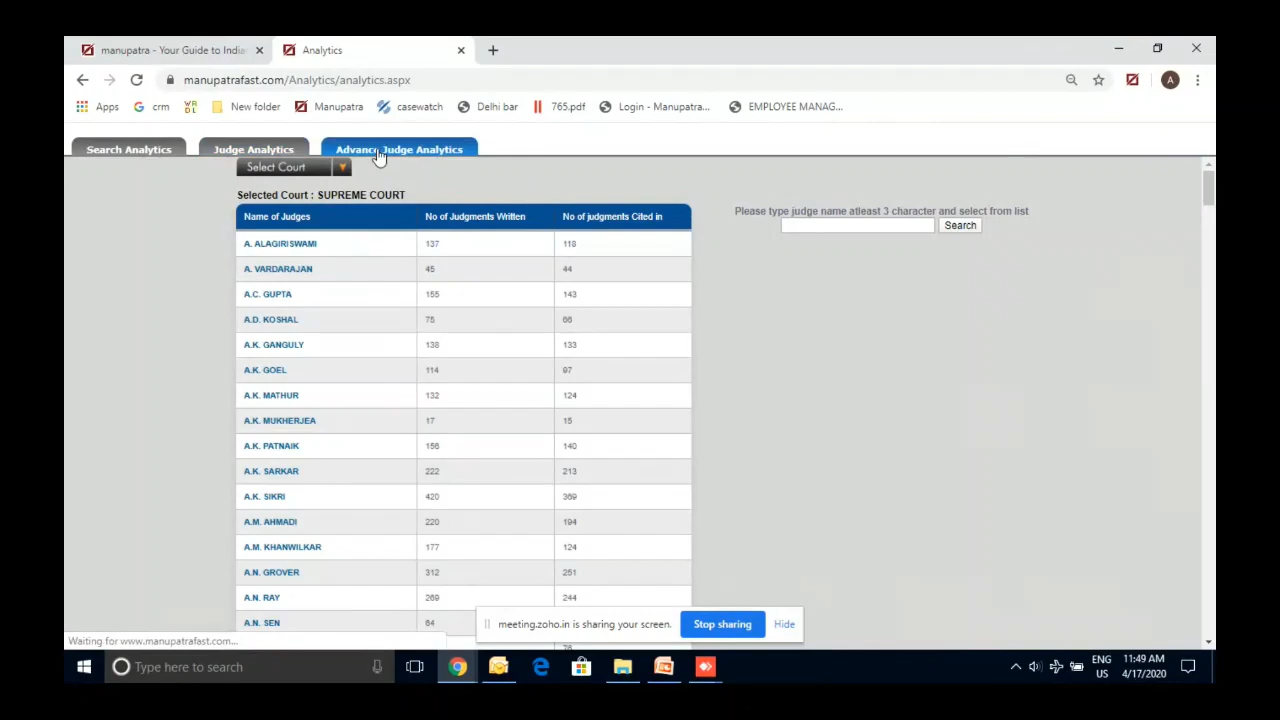 manupatra - Your Guide to India
Analytics
manupatrafast.com/Analytics/analytics.aspx
A
Apps
crm
New folder
Manupatra
casewatch
Delhi bar
765.pdf
Login - Manupatra...
EMPLOYEE MANAG...
Search Analytics
Judge Analytics
Advance Judge Analytics
Select Court
Selected Court : SUPREME COURT
Please type judge name atleast 3 character and select from list
Search
Name of Judges No of Judgments Written No of judgments Cited in
A. ALAGIRISWAMI 137 118
A. VARDARAJAN 45 44
A.C. GUPTA 155 143
A.D. KOSHAL 75 66
A.K. GANGULY 138 133
A.K. GOEL 114 97
A.K. MATHUR 132 124
A.K. MUKHERJEA 17 15
A.K. PATNAIK 156 140
A.K. SARKAR 222 213
A.K. SIKRI 420 369
A.M. AHMADI 220 194
A.M. KHANWILKAR 177 124
A.N. GROVER 312 251
A.N. RAY 269 244
A.N. SEN 64
meeting.zoho.in is sharing your screen.
Stop sharing
Hide
Waiting for www.manupatrafast.com...
Type here to search
ENG
US
11:49 AM
4/17/2020